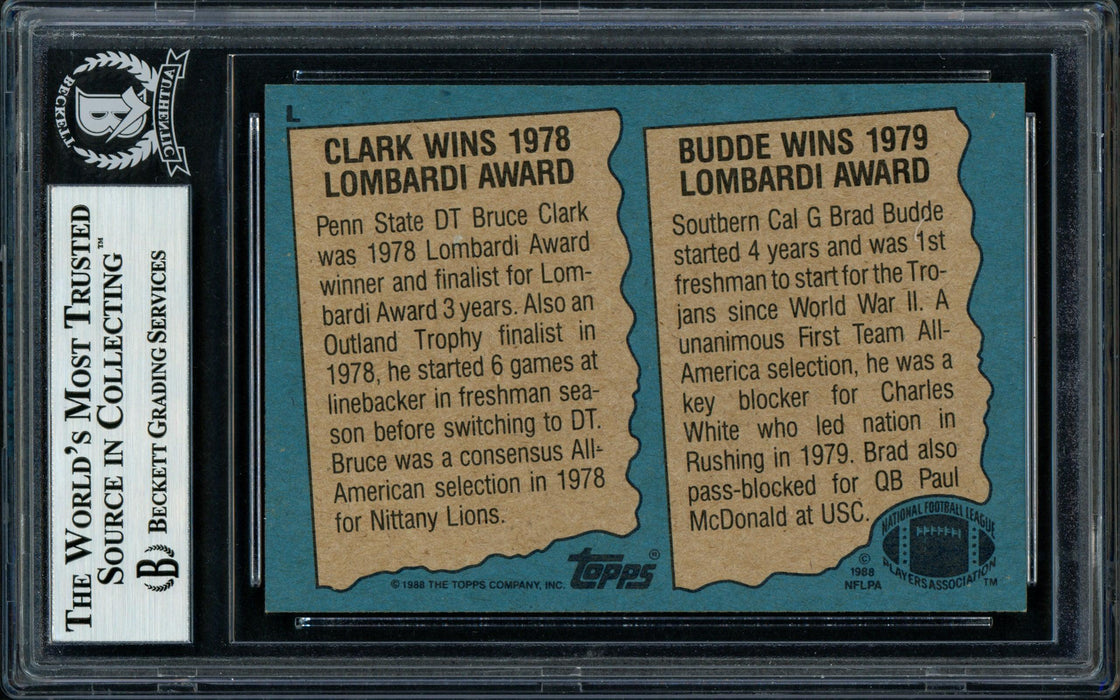 BECKETT
AUTHENTIC
B
THE WORLD'S MOST TRUSTED
SOURCE IN COLLECTING™
B BECKETT GRADING SERVICES
L
CLARK WINS 1978
LOMBARDI AWARD
Penn State DT Bruce Clark
was 1978 Lombardi Award
winner and finalist for Lom-
bardi Award 3 years. Also an
Outland Trophy finalist in
1978, he started 6 games at
linebacker in freshman sea-
son before switching to DT.
Bruce was a consensus All-
American selection in 1978
for Nittany Lions.
© 1988 THE TOPPS COMPANY, INC.
topps®
BUDDE WINS 1979
LOMBARDI AWARD
Southern Cal G Brad Budde
started 4 years and was 1st
freshman to start for the Tro-
jans since World War II. A
unanimous First Team All-
America selection, he was a
key blocker for Charles
White who led nation in
Rushing in 1979. Brad also
pass-blocked for QB Paul
McDonald at USC.
©
1988
NFLPA
NATIONAL FOOTBALL LEAGUE
PLAYERS ASSOCIATION™